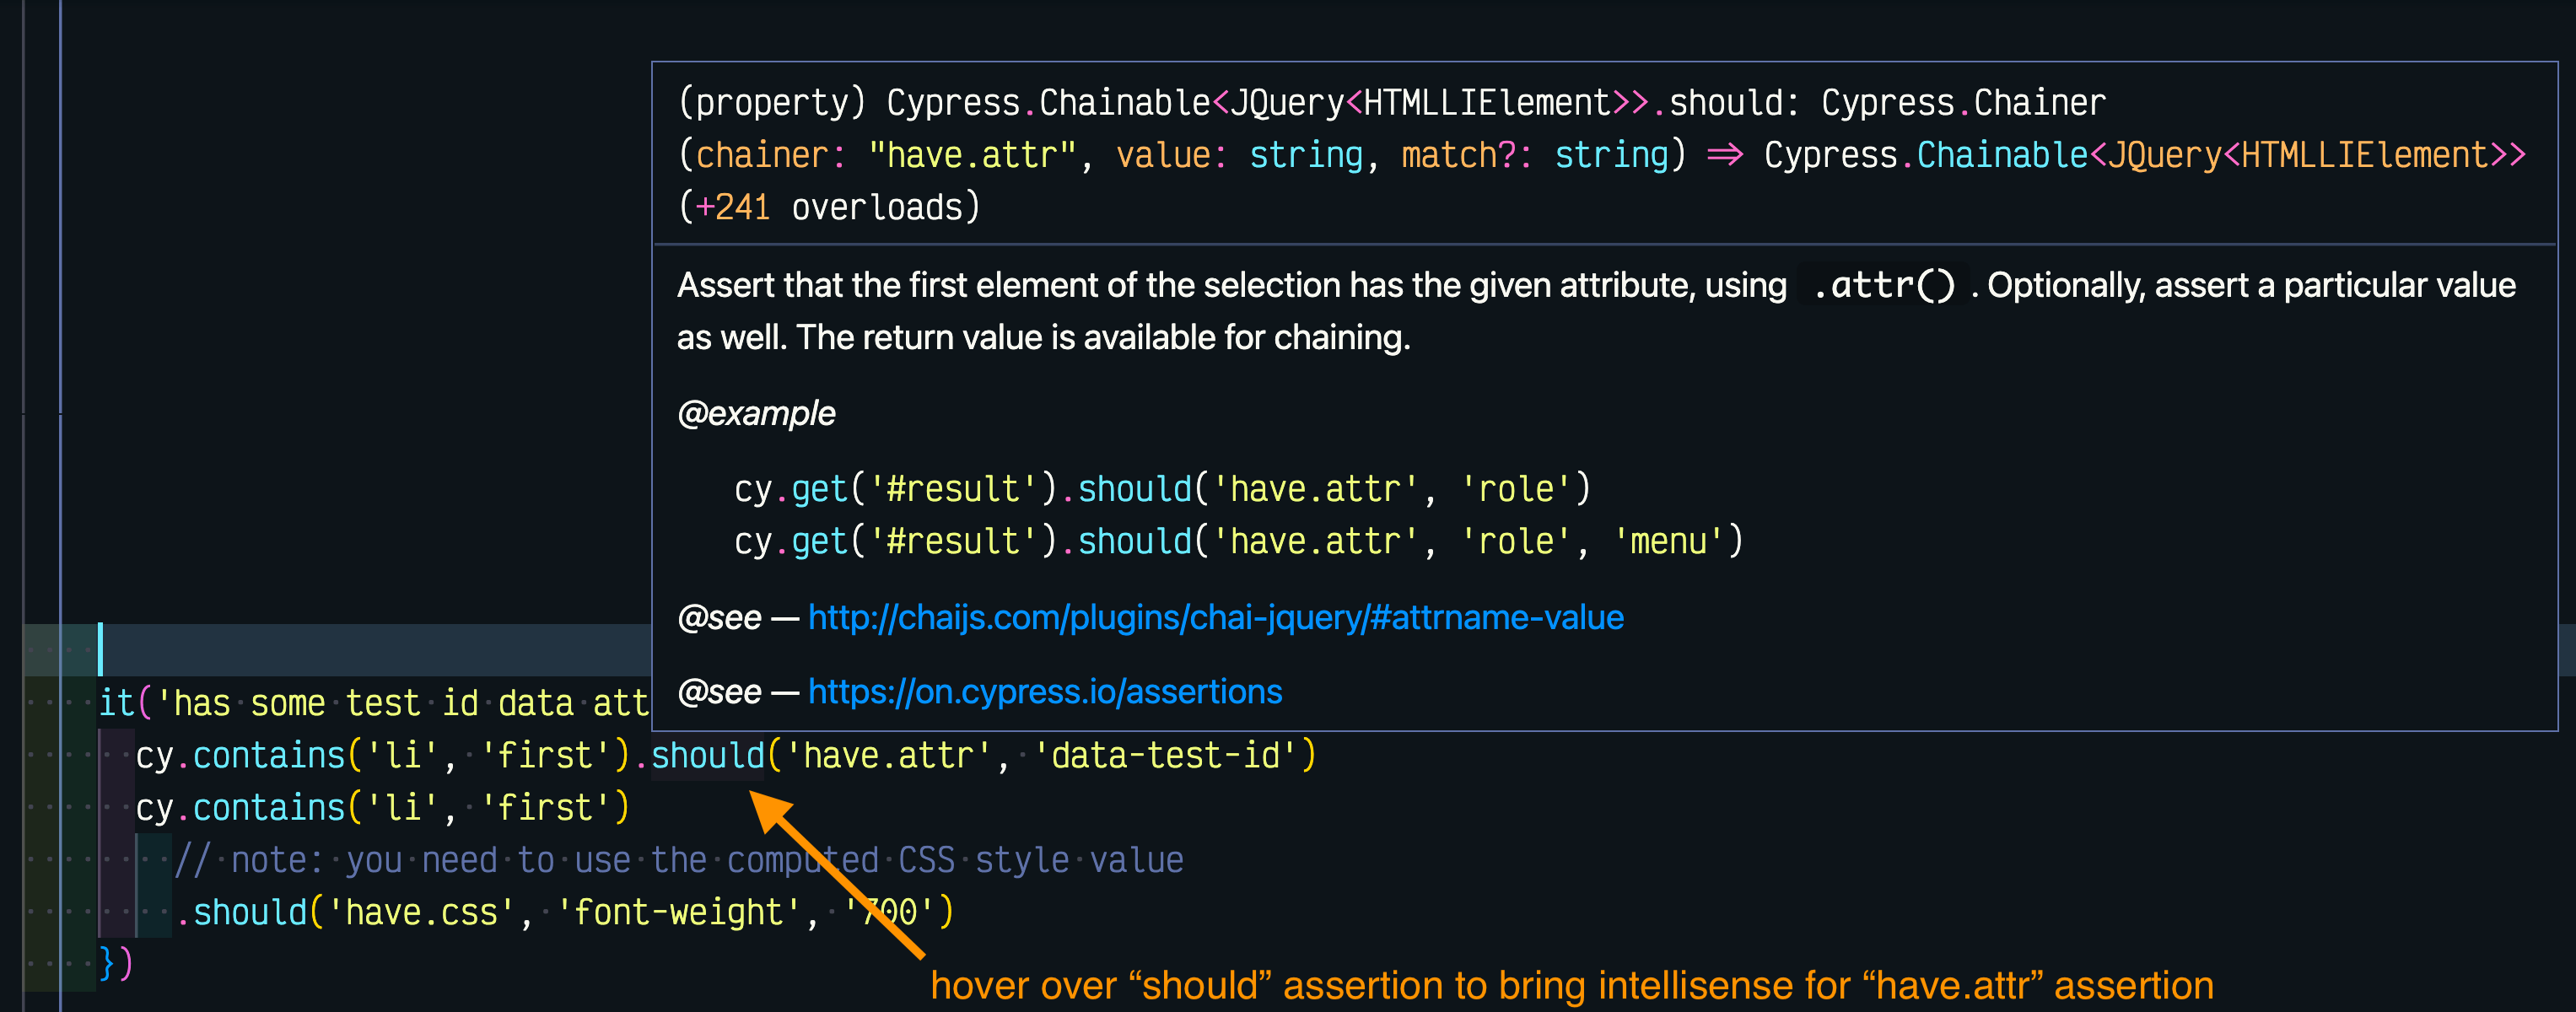 (property) Cypress.Chainable<JQuery<HTMLLIElement>>.should: Cypress.Chainer
(chainer: "have.attr", value: string, match?: string) => Cypress.Chainable<JQuery<HTMLLIElement>>
(+241 overloads)
Assert that the first element of the selection has the given attribute, using .attr() . Optionally, assert a particular value
as well. The return value is available for chaining.
@example
cy.get('#result').should('have.attr', 'role')
cy.get('#result').should('have.attr', 'role', 'menu')
@see — http://chaijs.com/plugins/chai-jquery/#attrname-value
@see — https://on.cypress.io/assertions
it('has some test id data att
cy.contains('li', 'first').should('have.attr', 'data-test-id')
cy.contains('li', 'first')
// note: you need to use the computed CSS style value
.should('have.css', 'font-weight', '700')
})
hover over “should” assertion to bring intellisense for “have.attr” assertion